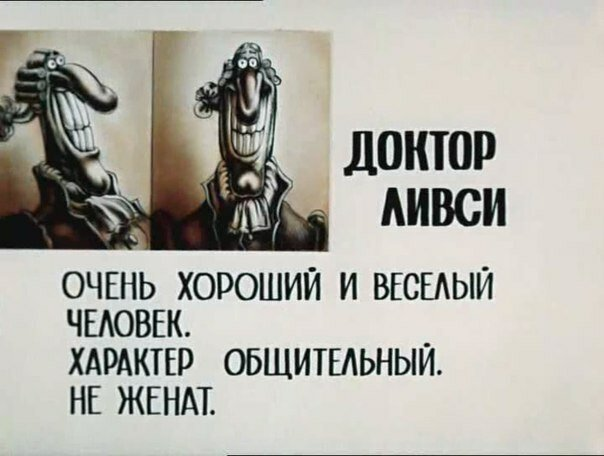 ДОКТОР
ЛИВСИ
ОЧЕНЬ ХОРОШИЙ И ВЕСЕЛЫЙ
ЧЕЛОВЕК.
ХАРАКТЕР ОБЩИТЕЛЬНЫЙ.
НЕ ЖЕНАТ.